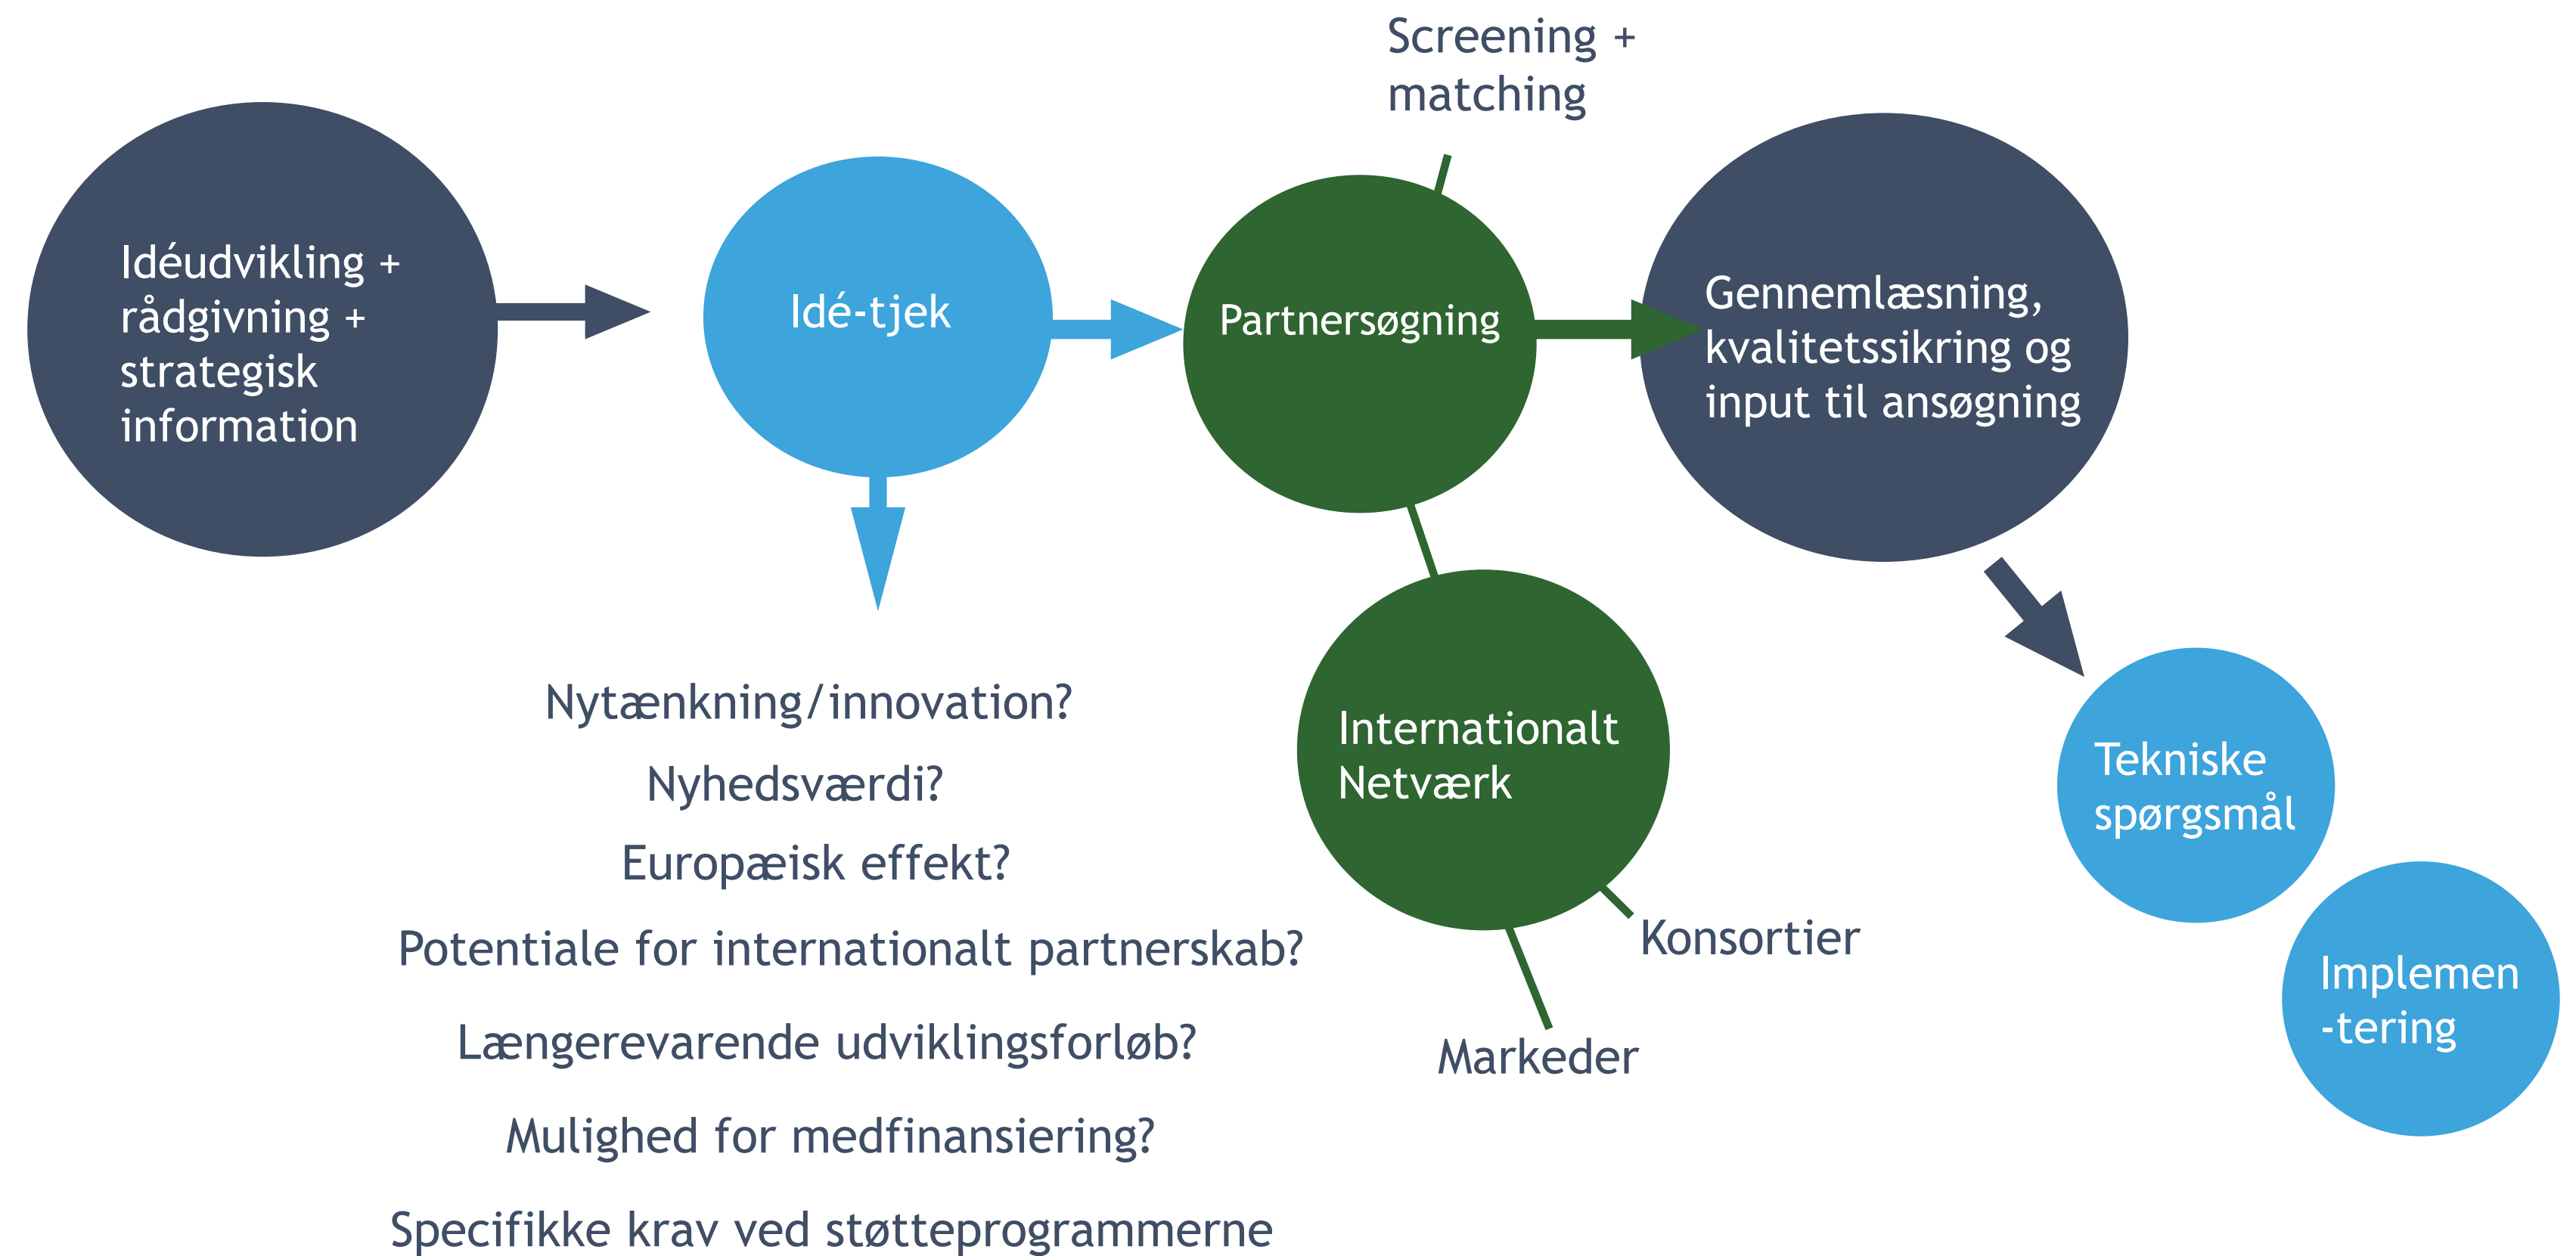 Idéudvikling +
rådgivning +
strategisk
information
Idé-tjek
Nytænkning/innovation?
Nyhedsværdi?
Europæisk effekt?
Potentiale for internationalt partnerskab?
Længerevarende udviklingsforløb?
Mulighed for medfinansiering?
Specifikke krav ved støtteprogrammerne
Screening +
matching
Partnersøgning
Internationalt
Netværk
Konsortier
Markeder
Gennemlæsning,
kvalitetssikring og
input til ansøgning
Tekniske
spørgsmål
Implemen
-tering